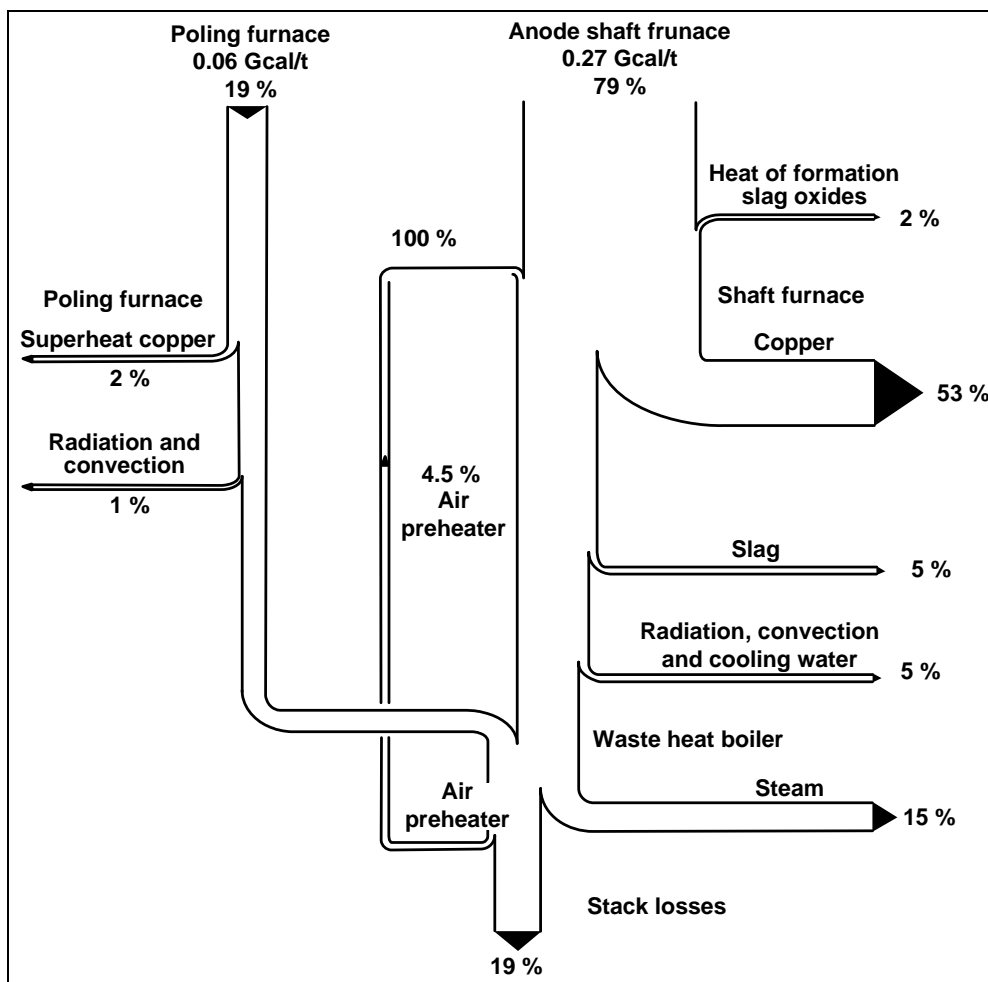 Poling furnace
0.06 Gcal/t
19 %
Anode shaft frunace
0.27 Gcal/t
79 %
Heat of formation
slag oxides
2 %
100 %
Poling furnace
Superheat copper
2 %
Shaft furnace
Copper
53 %
Radiation and
convection
1 %
4.5 %
Air
preheater
Slag
5 %
Radiation, convection
and cooling water
5 %
Waste heat boiler
Air
preheater
Steam
15 %
Stack losses
19 %